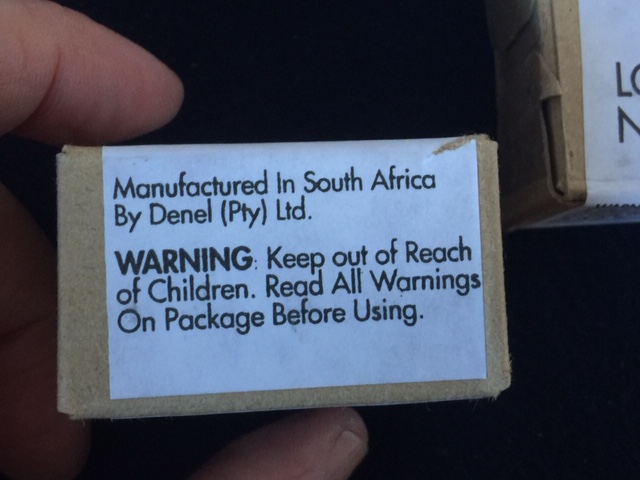 Manufactured In South Africa
By Denel (Pty) Ltd.
WARNING: Keep out of Reach
of Children. Read All Warnings
On Package Before Using.